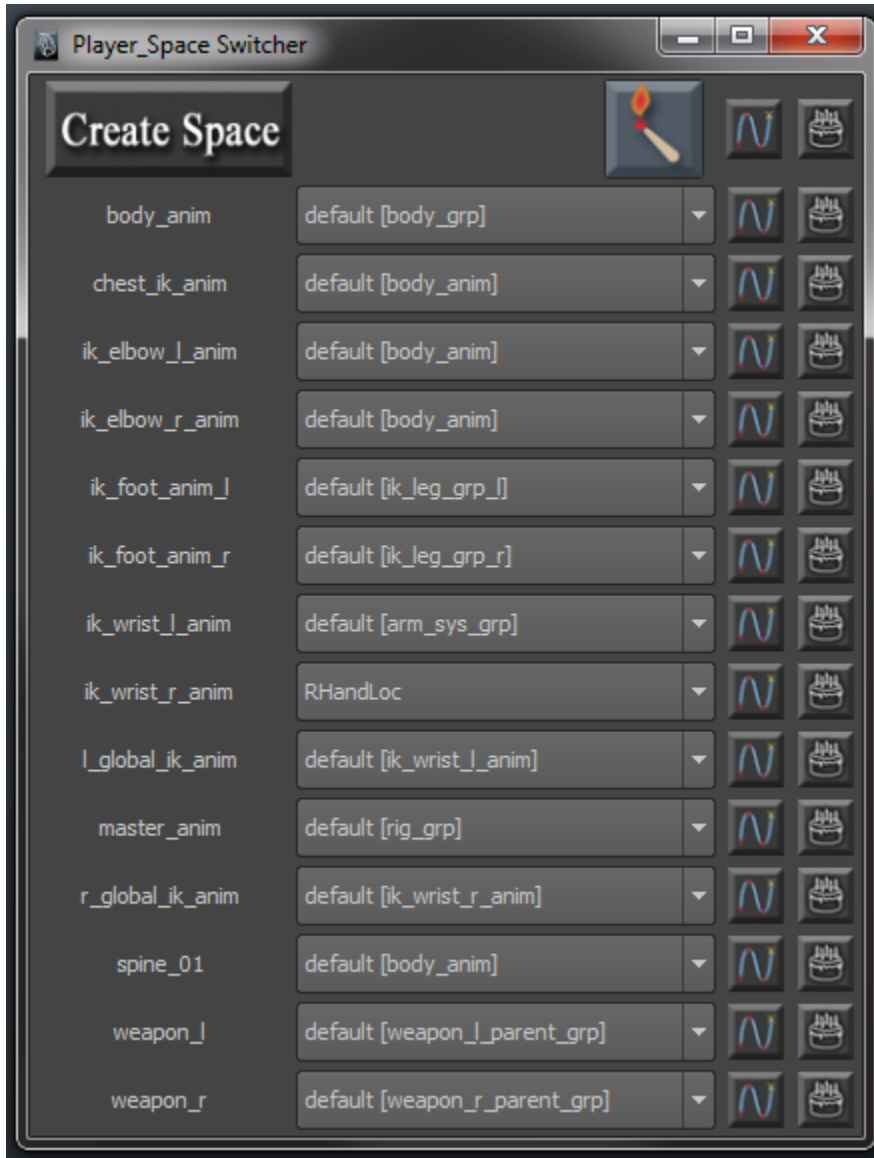 Player_Space Switcher
Create Space
body_anim default [body_grp]
chest_ik_anim default [body_anim]
ik_elbow_l_anim default [body_anim]
ik_elbow_r_anim default [body_anim]
ik_foot_anim_l default [ik_leg_grp_l]
ik_foot_anim_r default [ik_leg_grp_r]
ik_wrist_l_anim default [arm_sys_grp]
ik_wrist_r_anim RHandLoc
l_global_ik_anim default [ik_wrist_l_anim]
master_anim default [rig_grp]
r_global_ik_anim default [ik_wrist_r_anim]
spine_01 default [body_anim]
weapon_l default [weapon_l_parent_grp]
weapon_r default [weapon_r_parent_grp]